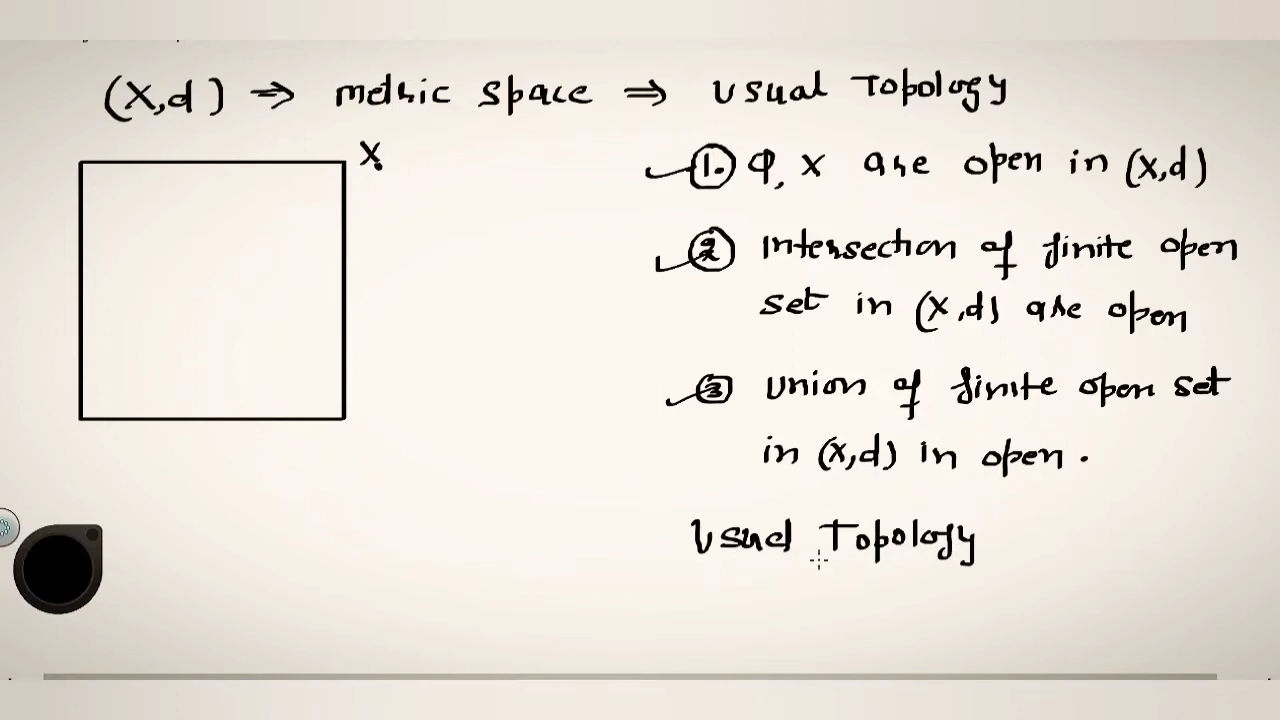 (X,d) ⇒ metric space ⇒ usual Topology
X
1. φ, X are open in (X,d)
2 Intersection of finite open
set in (X,d) are open
3 Union of finite open set
in (X,d) in open.
Usual Topology